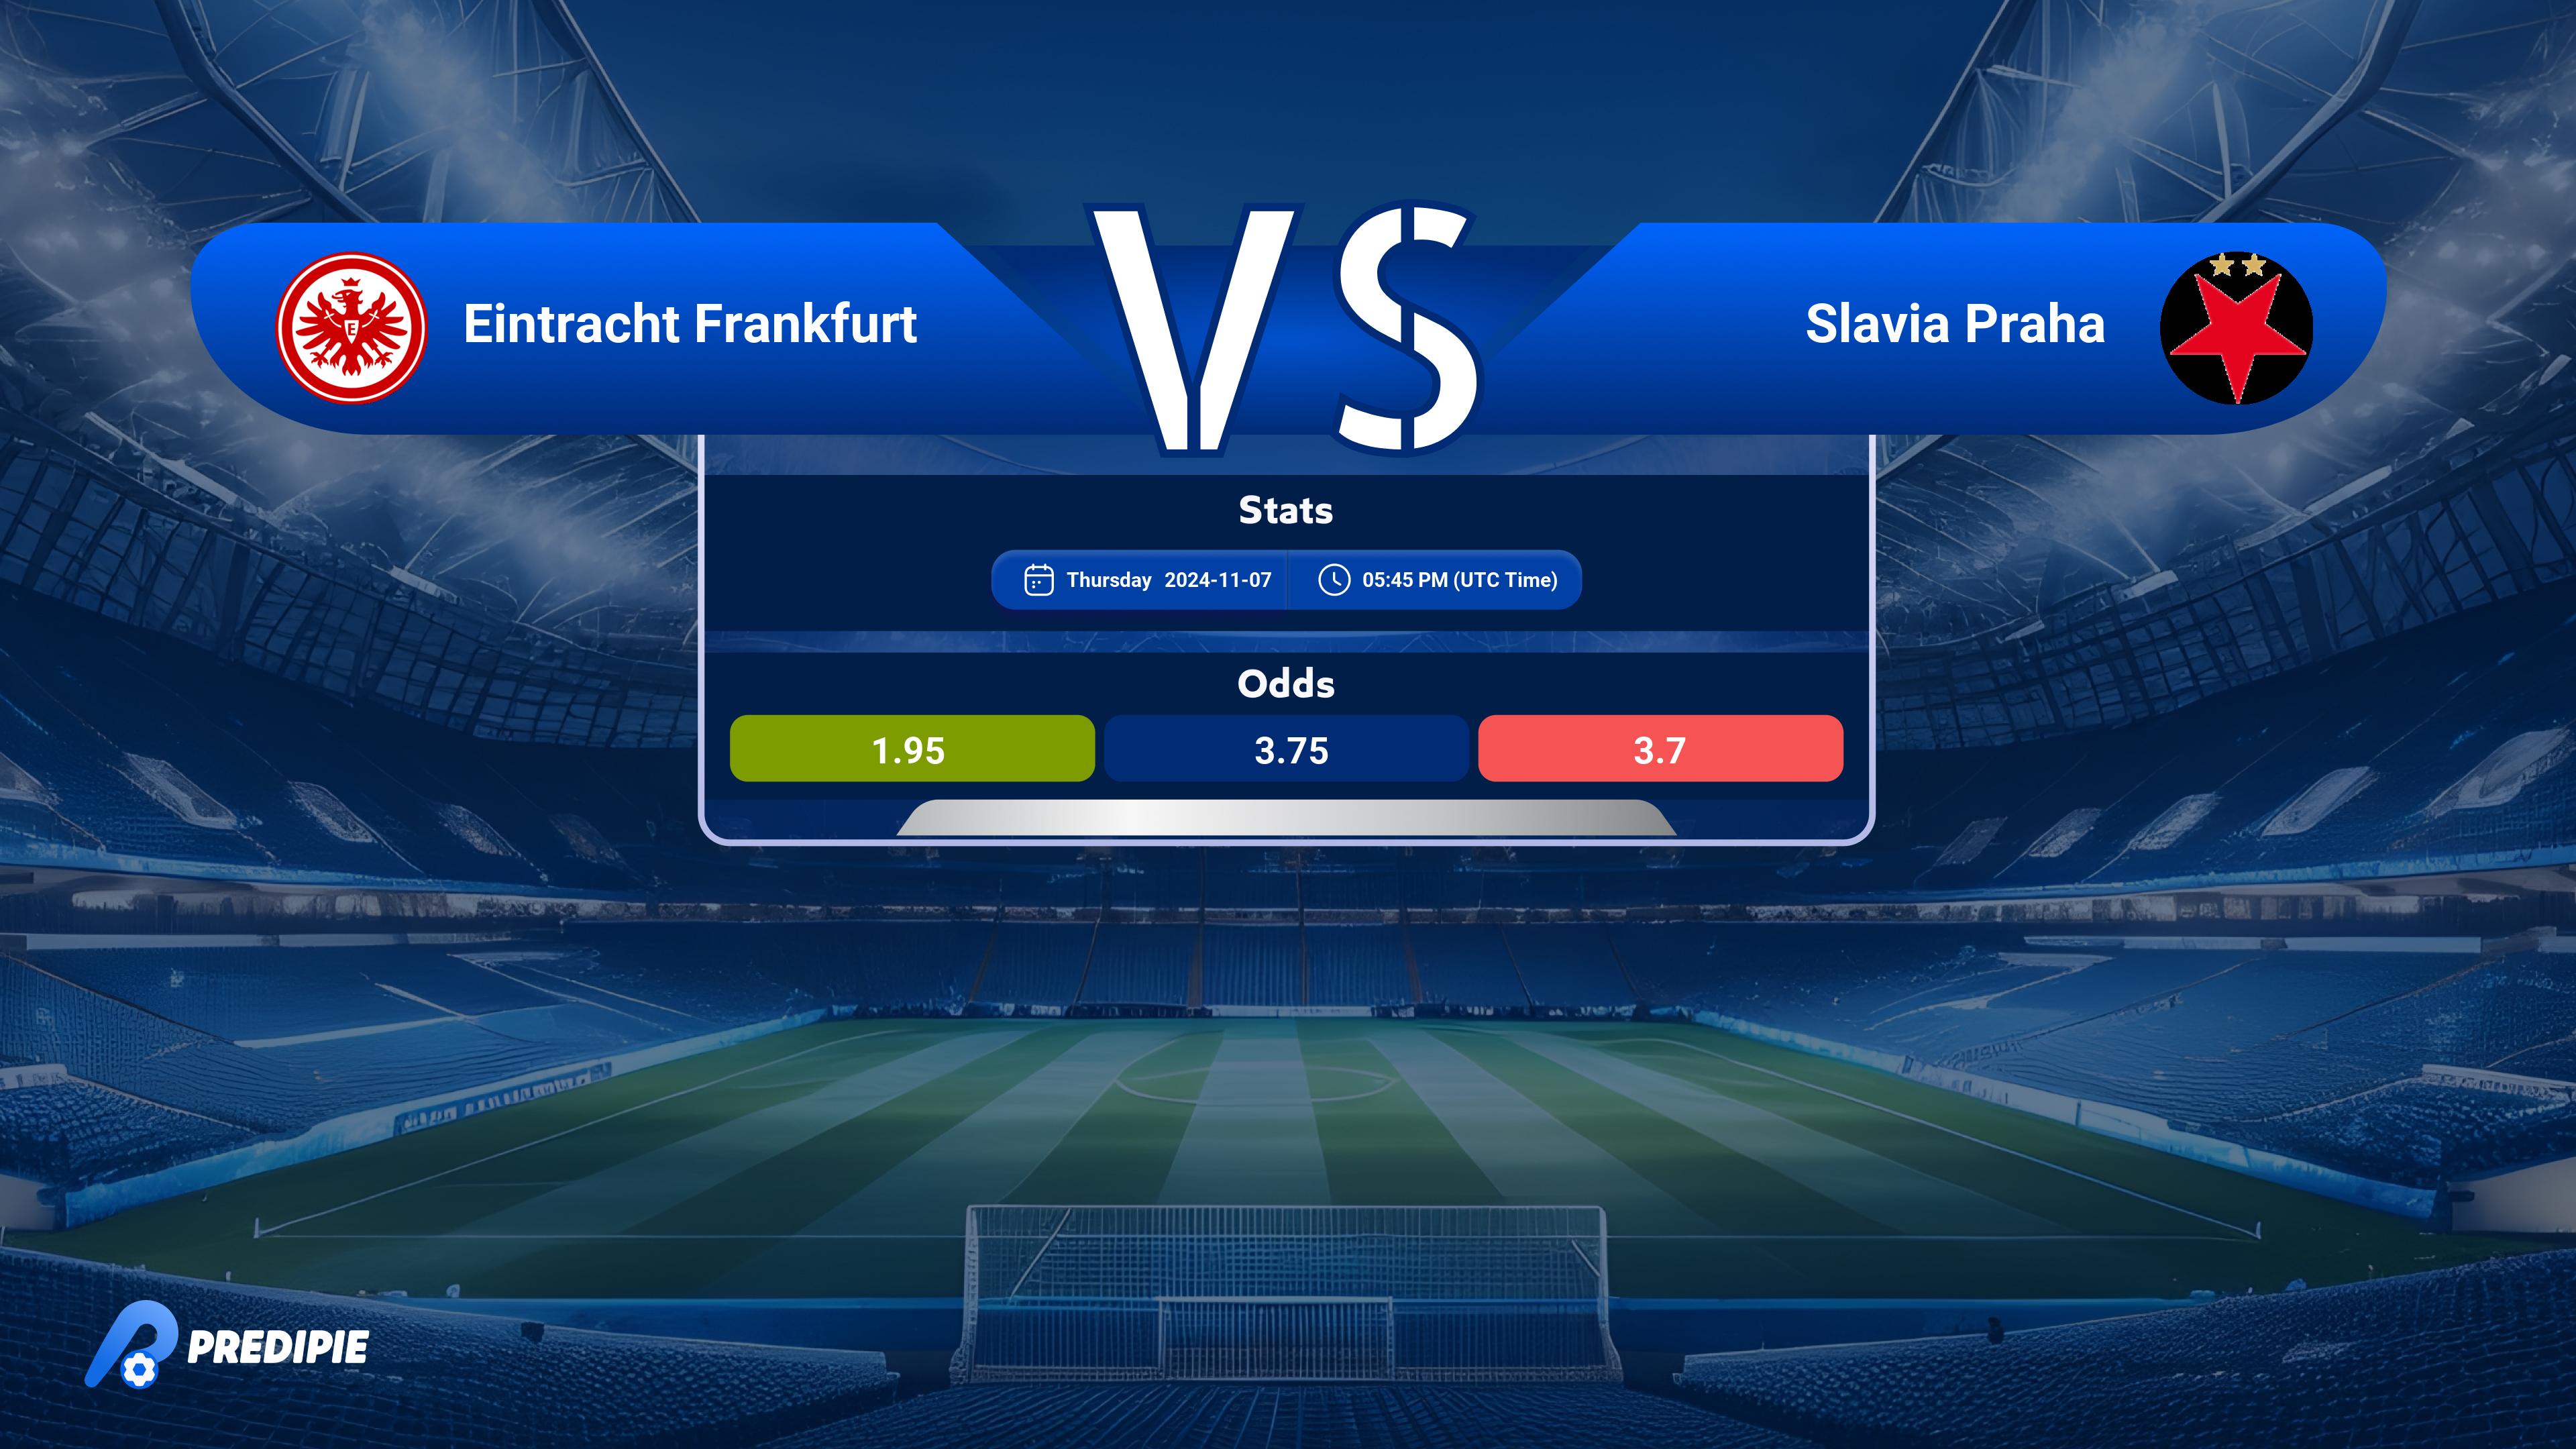 Eintracht Frankfurt
VS
Slavia Praha
Stats
Thursday 2024-11-07
05:45 PM (UTC Time)
Odds
1.95
3.75
3.7
PREDIPIE